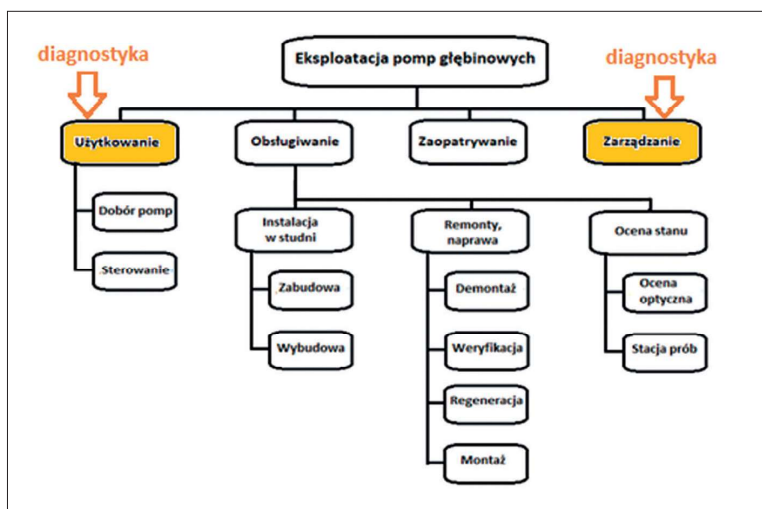 diagnostyka
Eksploatacja pomp głębinowych
diagnostyka
Użytkowanie
Obsługiwanie
Zaopatrywanie
Zarządzanie
Dobór pomp
Sterowanie
Instalacja
w studni
Zabudowa
Wybudowa
Remonty,
naprawa
Demontaż
Weryfikacja
Regeneracja
Montaż
Ocena stanu
Ocena
optyczna
Stacja prób